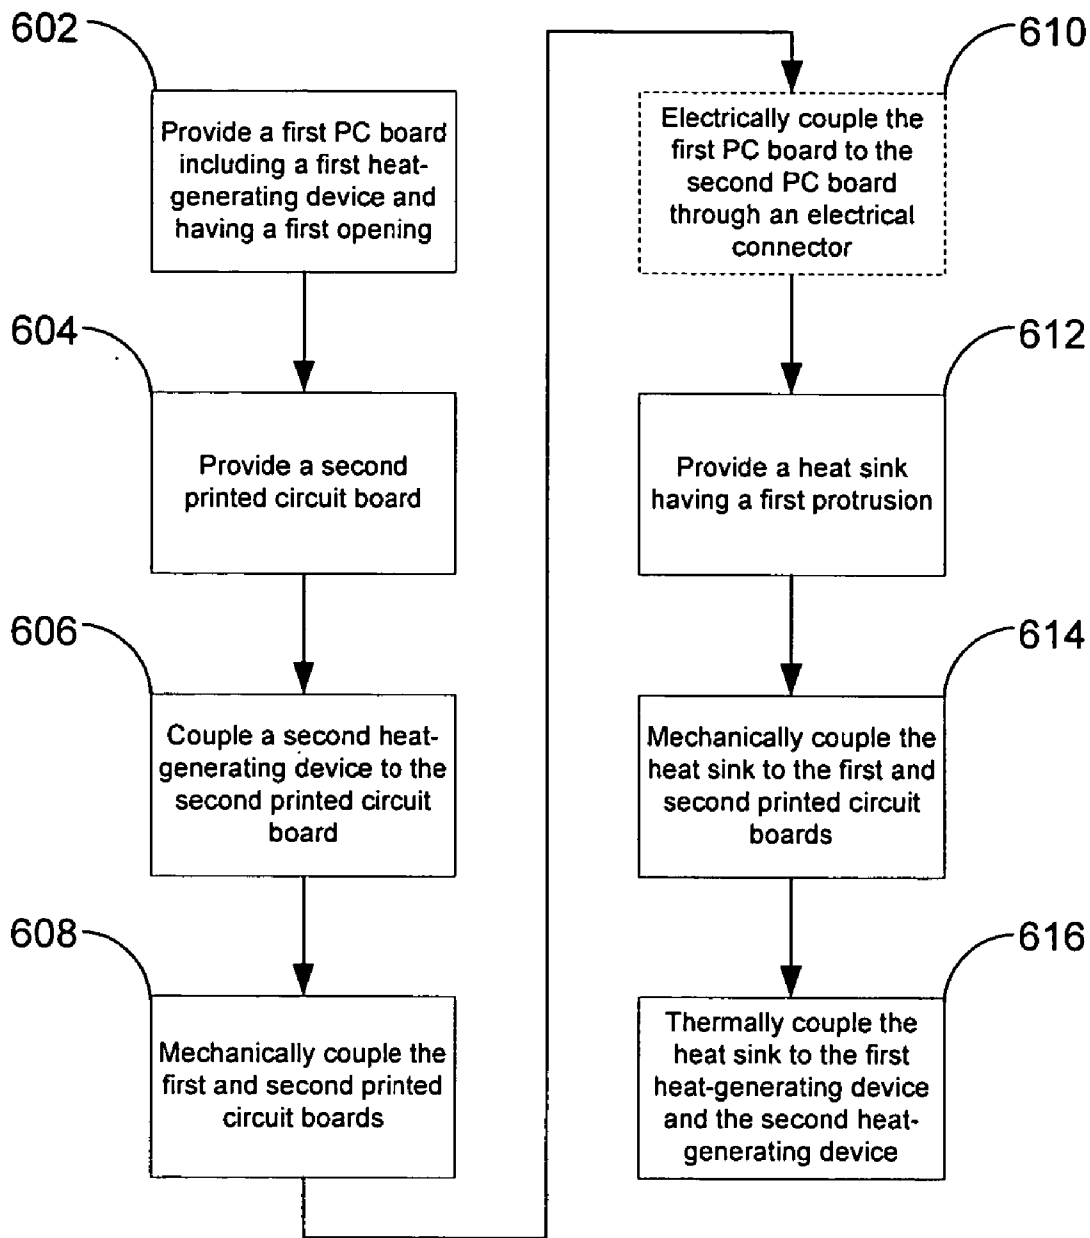 602
Provide a first PC board
including a first heat-
generating device and
having a first opening
604
Provide a second
printed circuit board
606
Couple a second heat-
generating device to the
second printed circuit
board
608
Mechanically couple the
first and second printed
circuit boards
610
Electrically couple the
first PC board to the
second PC board
through an electrical
connector
612
Provide a heat sink
having a first protrusion
614
Mechanically couple the
heat sink to the first and
second printed circuit
boards
616
Thermally couple the
heat sink to the first
heat-generating device
and the second heat-
generating device